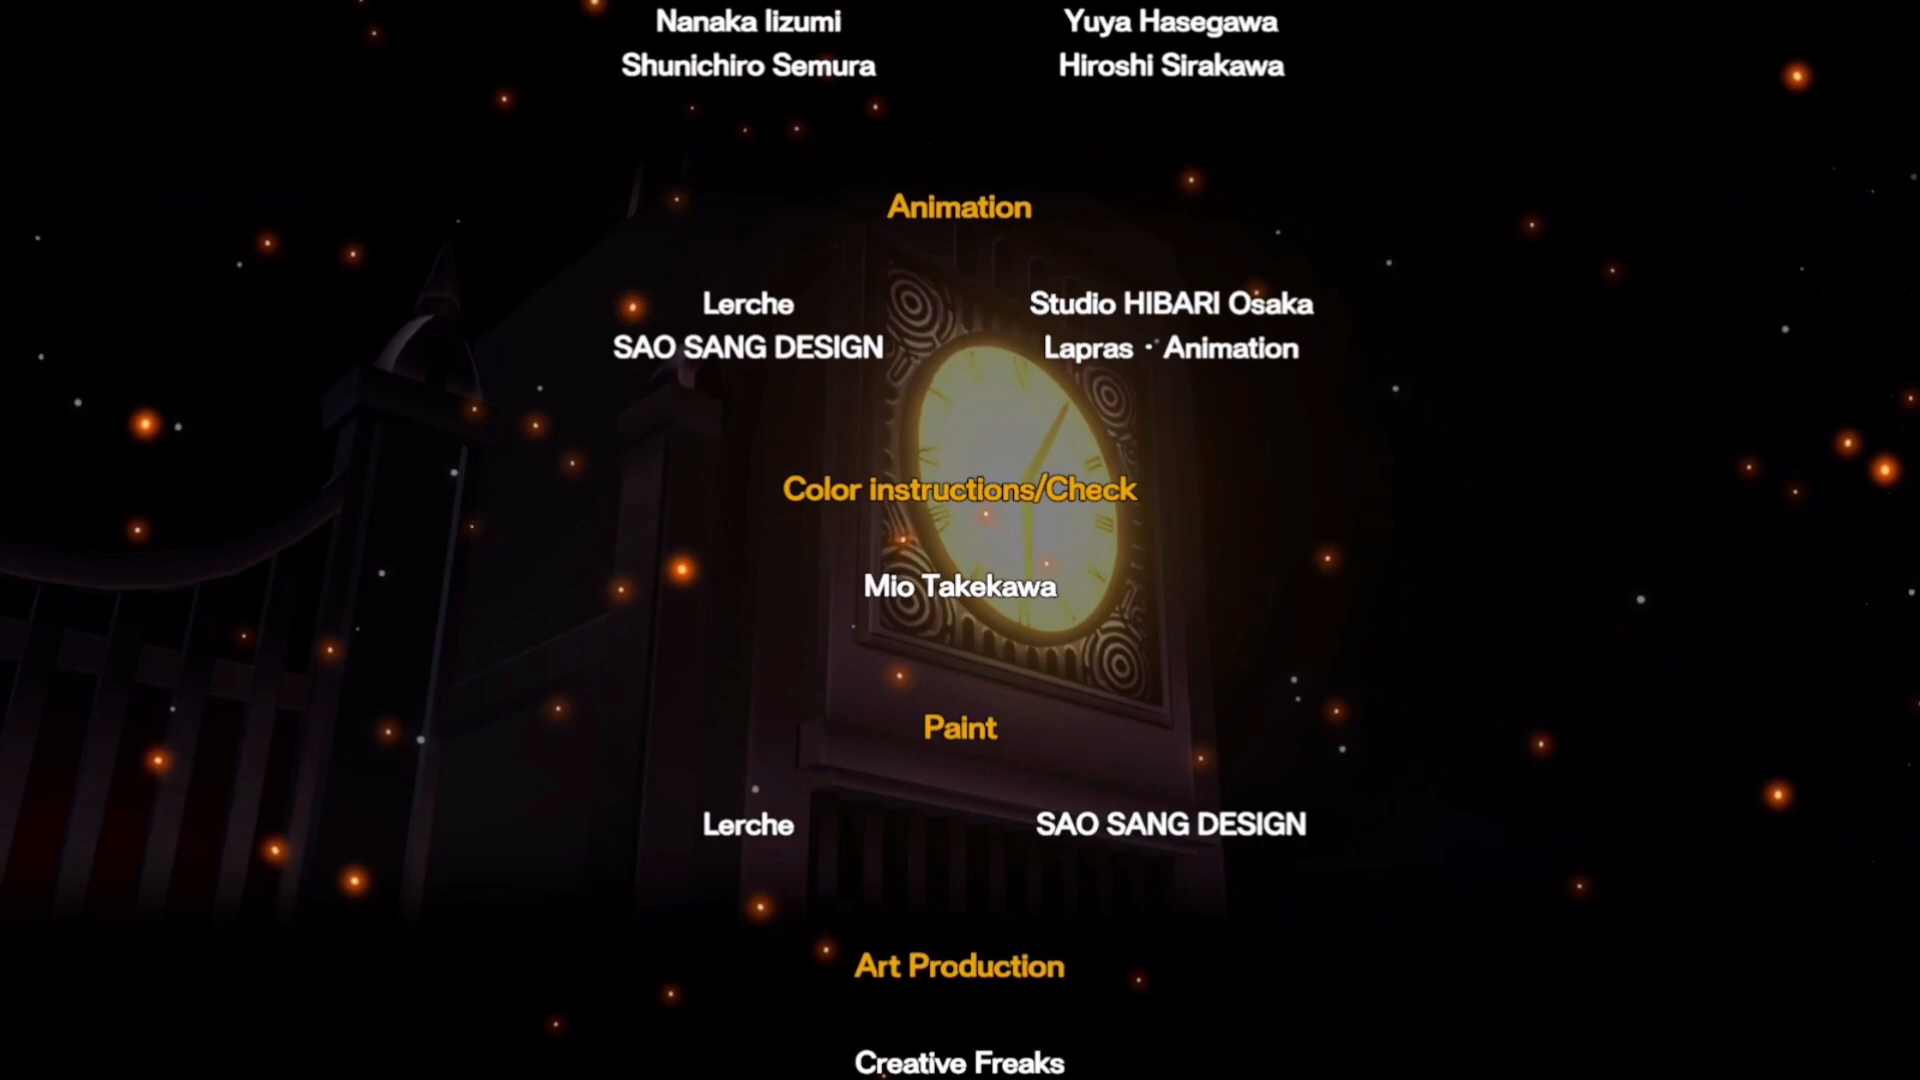 Nanaka Iizumi Yuya Hasegawa
Shunichiro Semura Hiroshi Sirakawa
Animation
Lerche Studio HIBARI Osaka
SAO SANG DESIGN Lapras・Animation
Color instructions/Check
Mio Takekawa
Paint
Lerche SAO SANG DESIGN
Art Production
Creative Freaks